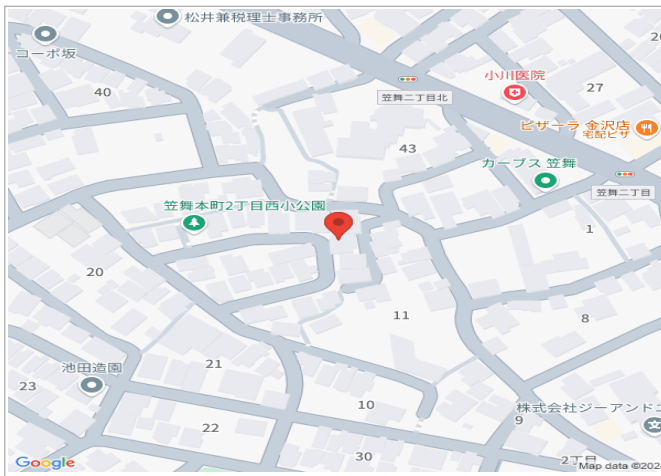 松井兼税理士事務所
コーポ坂
小川医院
40
27
笠舞二丁目北
ピザーラ 金沢店
宅配ピザ
43
カーブス 笠舞
笠舞二丁目
笠舞本町2丁目西小公園
1
20
11
8
池田造園
21
23
10
株式会社ジーアンドエ
9
22
30
2丁目
Google
Map data ©202